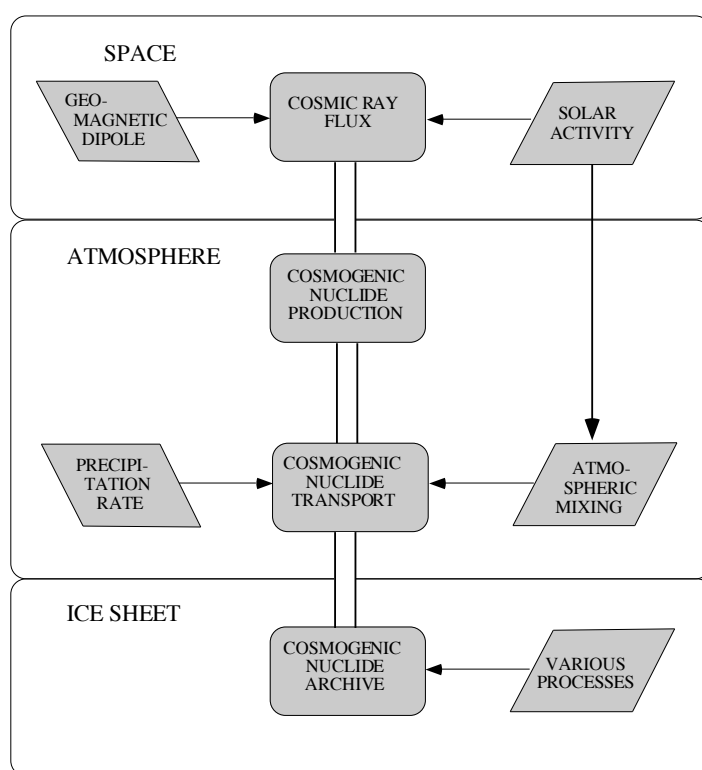 SPACE
GEO-
MAGNETIC
DIPOLE
COSMIC RAY
FLUX
SOLAR
ACTIVITY
ATMOSPHERE
COSMOGENIC
NUCLIDE
PRODUCTION
PRECIPI-
TATION
RATE
COSMOGENIC
NUCLIDE
TRANSPORT
ATMO-
SPHERIC
MIXING
ICE SHEET
COSMOGENIC
NUCLIDE
ARCHIVE
VARIOUS
PROCESSES